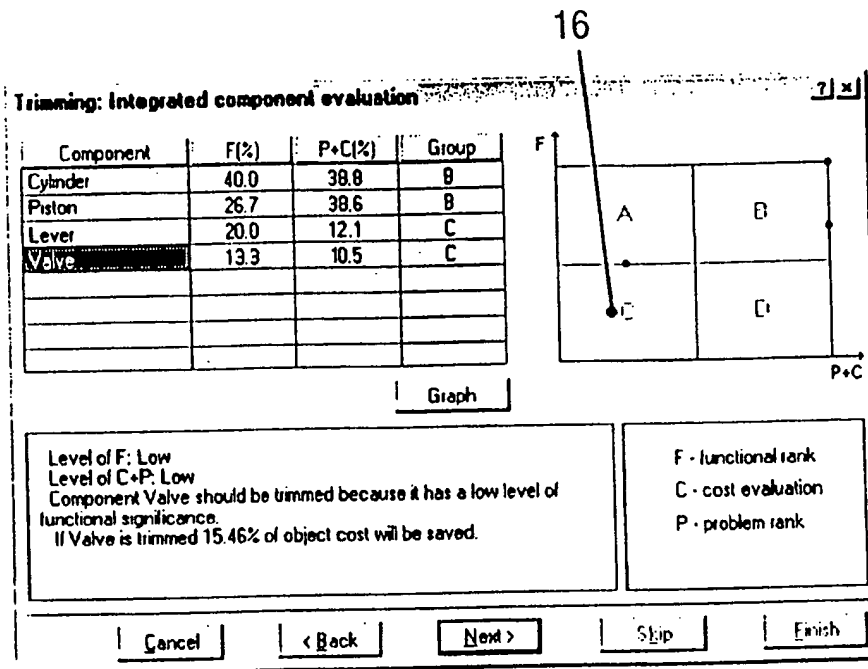 16
Trimming: Integrated component evaluation
Component F(%) P+C(%) Group
Cylinder 40.0 38.8 B
Piston 26.7 38.6 B
Lever 20.0 12.1 C
Valve 13.3 10.5 C
F
A B
C D
P+C
Graph
Level of F: Low
Level of C+P: Low
Component Valve should be trimmed because it has a low level of
functional significance.
If Valve is trimmed 15.46% of object cost will be saved.
F - functional rank
C - cost evaluation
P - problem rank
Cancel < Back Next > Skip Finish